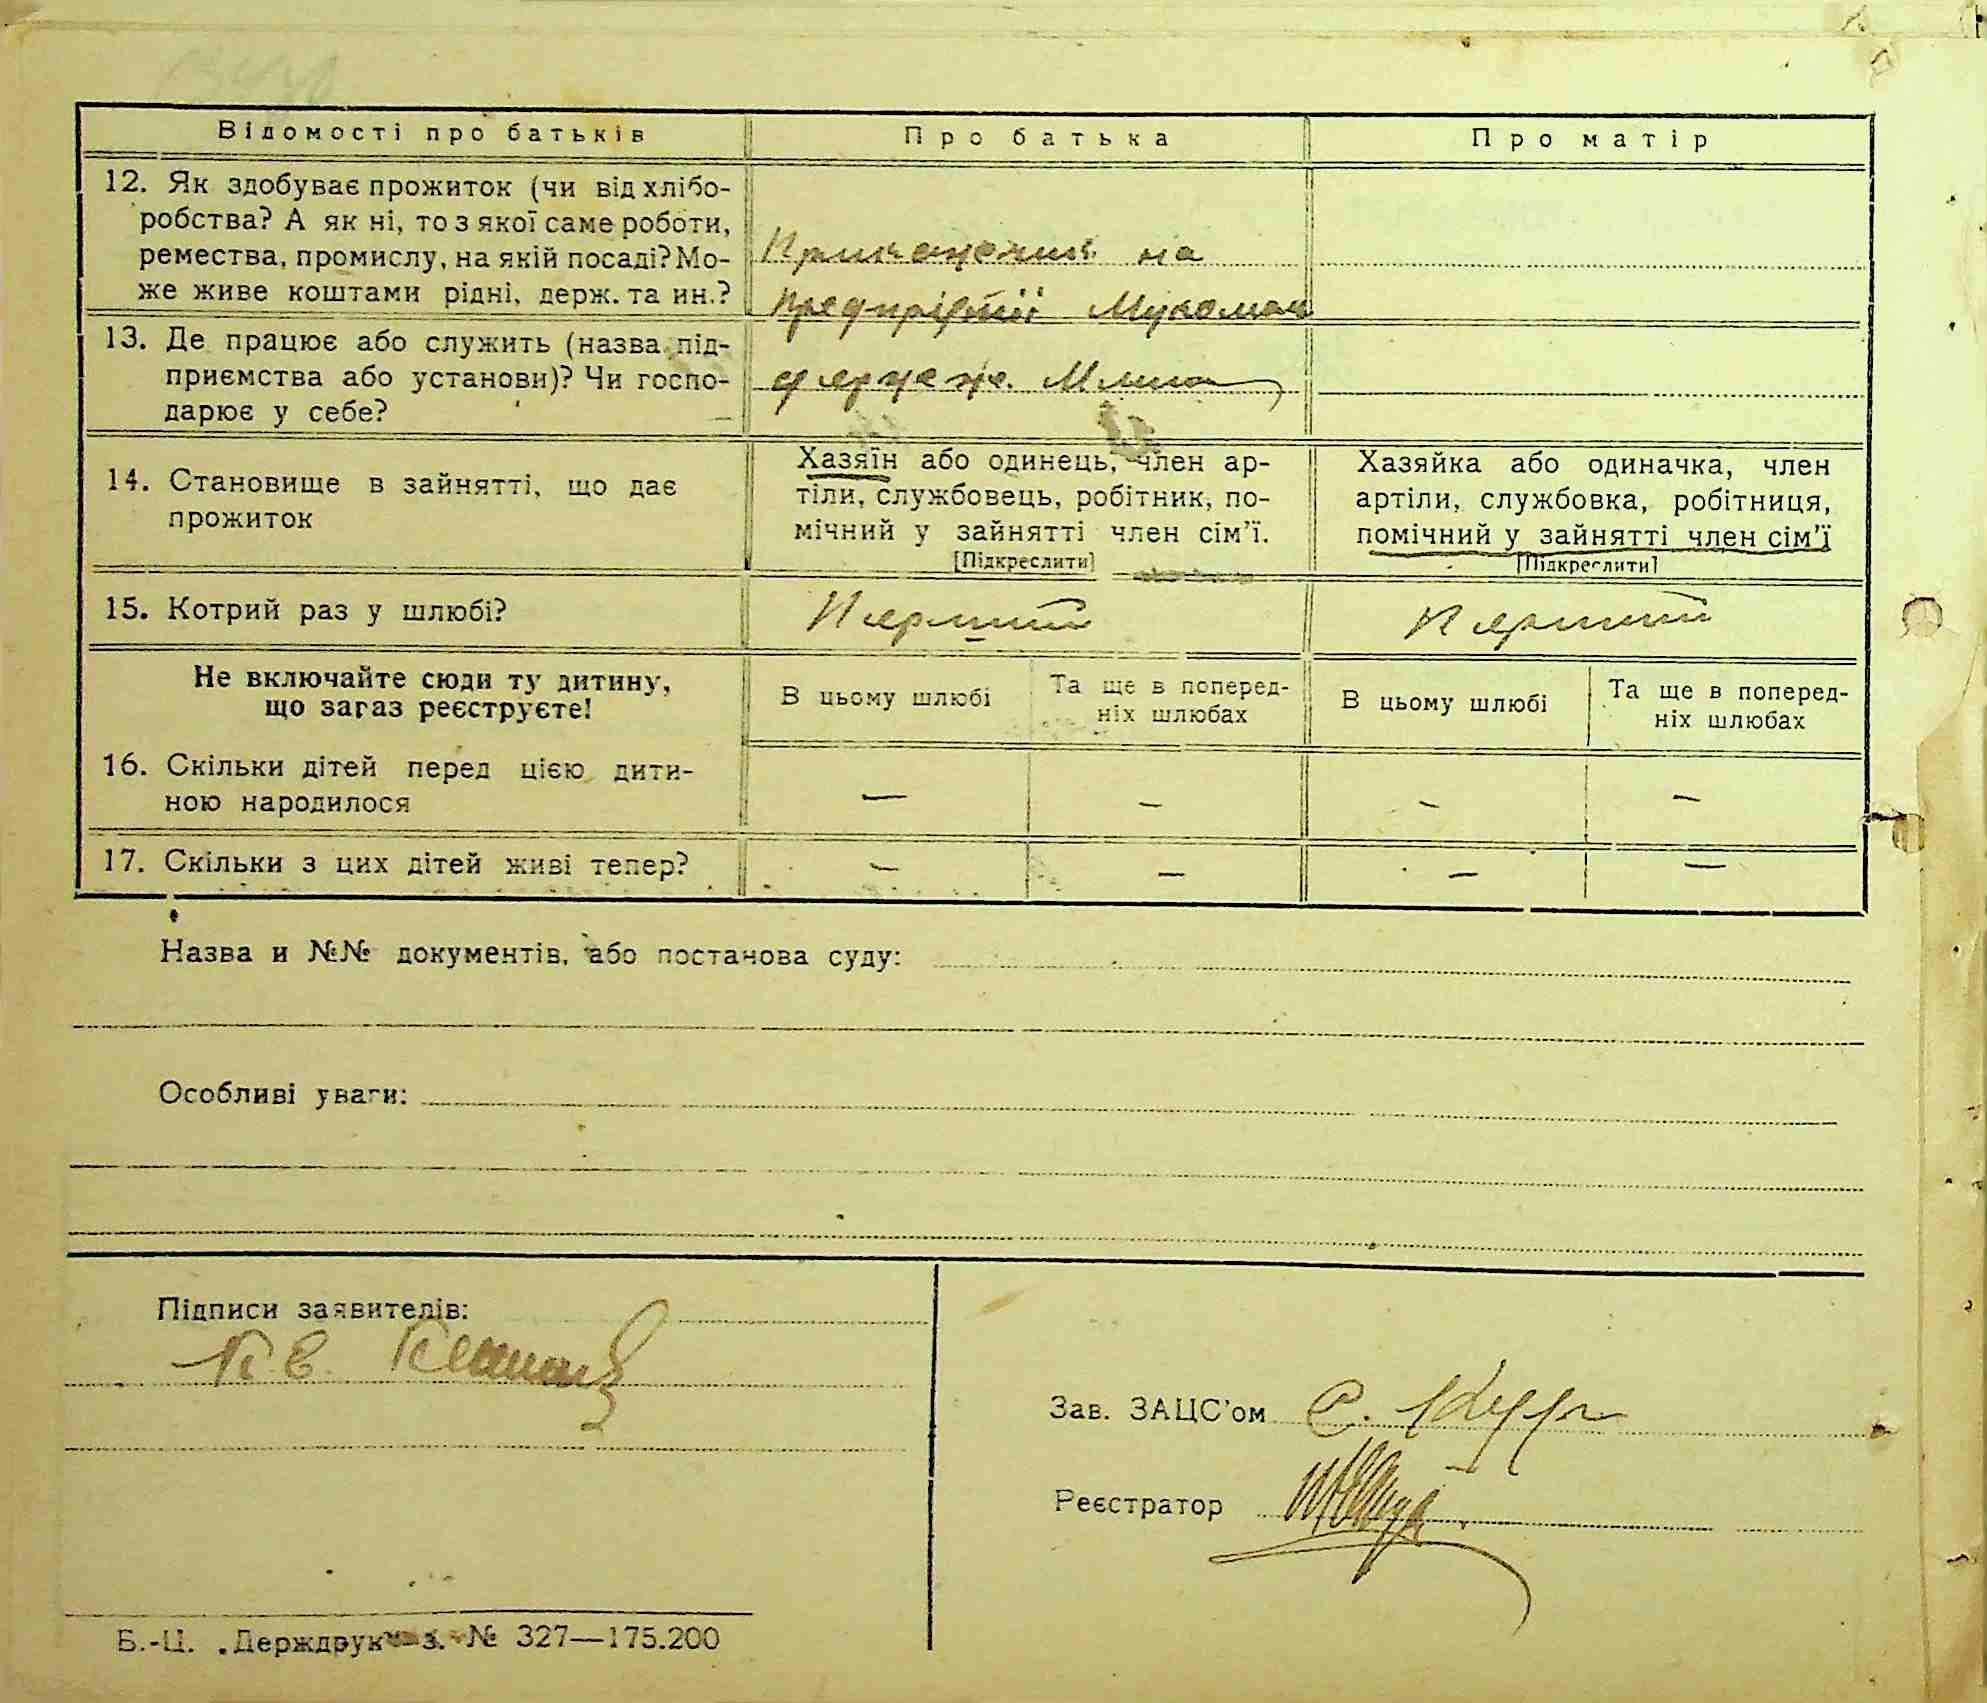 Відомості про батьків
Про батька
Про матір
12. Як здобуває прожиток (чи від хлібо-
робства? А як ні, то з якої саме роботи,
ремества, промислу, на якій посаді? Мо-
же живе коштами рідні, держ. та ин.?
на
13. Де працює або служить (назва під-
приємства або установи)? Чи госпо-
дарює у себе?
14. Становище в зайнятті, що дає
прожиток
Хазяїн або одинець, член ар-
тіли, службовець, робітник, по-
мічний у зайнятті член сім'ї.
[Підкреслити]
Хазяйка або одиначка, член
артіли, службовка, робітниця,
помічний у зайнятті член сім'ї
[Підкреслити]
15. Котрий раз у шлюбі?
Перший
Перший
Не включайте сюди ту дитину,
що зараз реєструєте!
В цьому шлюбі
Та ще в поперед-
ніх шлюбах
В цьому шлюбі
Та ще в поперед-
ніх шлюбах
16. Скільки дітей перед цією дити-
ною народилося
—
—
—
—
17. Скільки з цих дітей живі тепер?
—
—
—
—
Назва и №№ документів, або постанова суду:
Особливі уваги:
Підписи заявителів:
Зав. ЗАЦС'ом
Реєстратор
Б.-Ц. „Держдрук" з. № 327—175.200